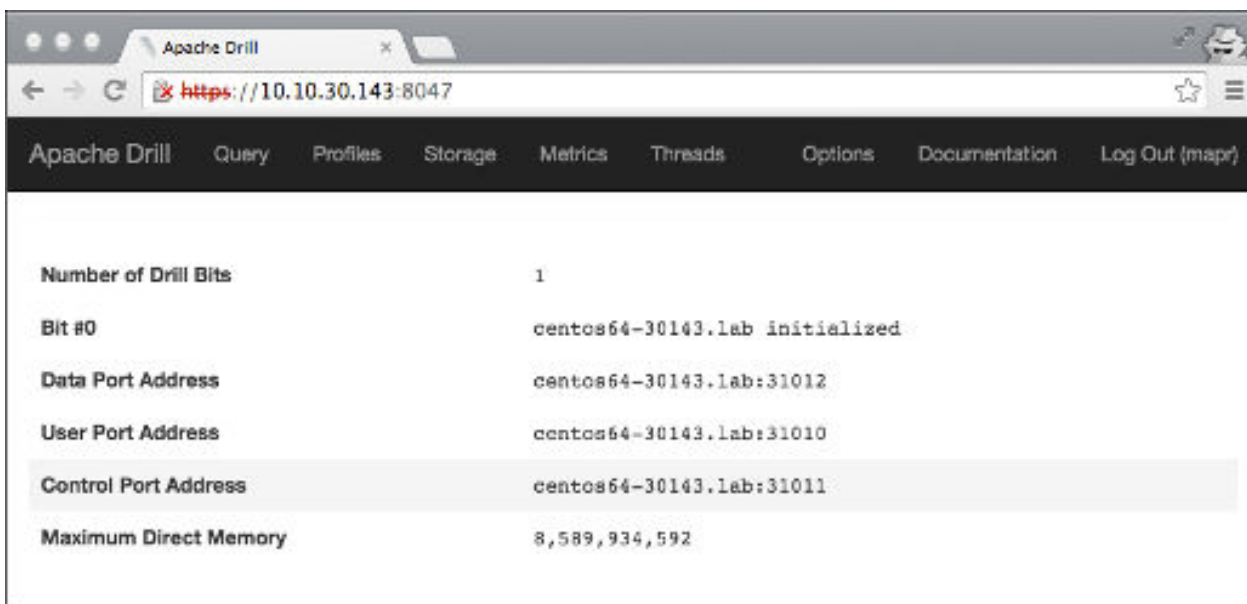 Apache Drill
https://10.10.30.143:8047
Apache Drill Query Profiles Storage Metrics Threads Options Documentation Log Out (mapr)
Number of Drill Bits 1
Bit #0 centos64-30143.lab initialized
Data Port Address centos64-30143.lab:31012
User Port Address centos64-30143.lab:31010
Control Port Address centos64-30143.lab:31011
Maximum Direct Memory 8,589,934,592